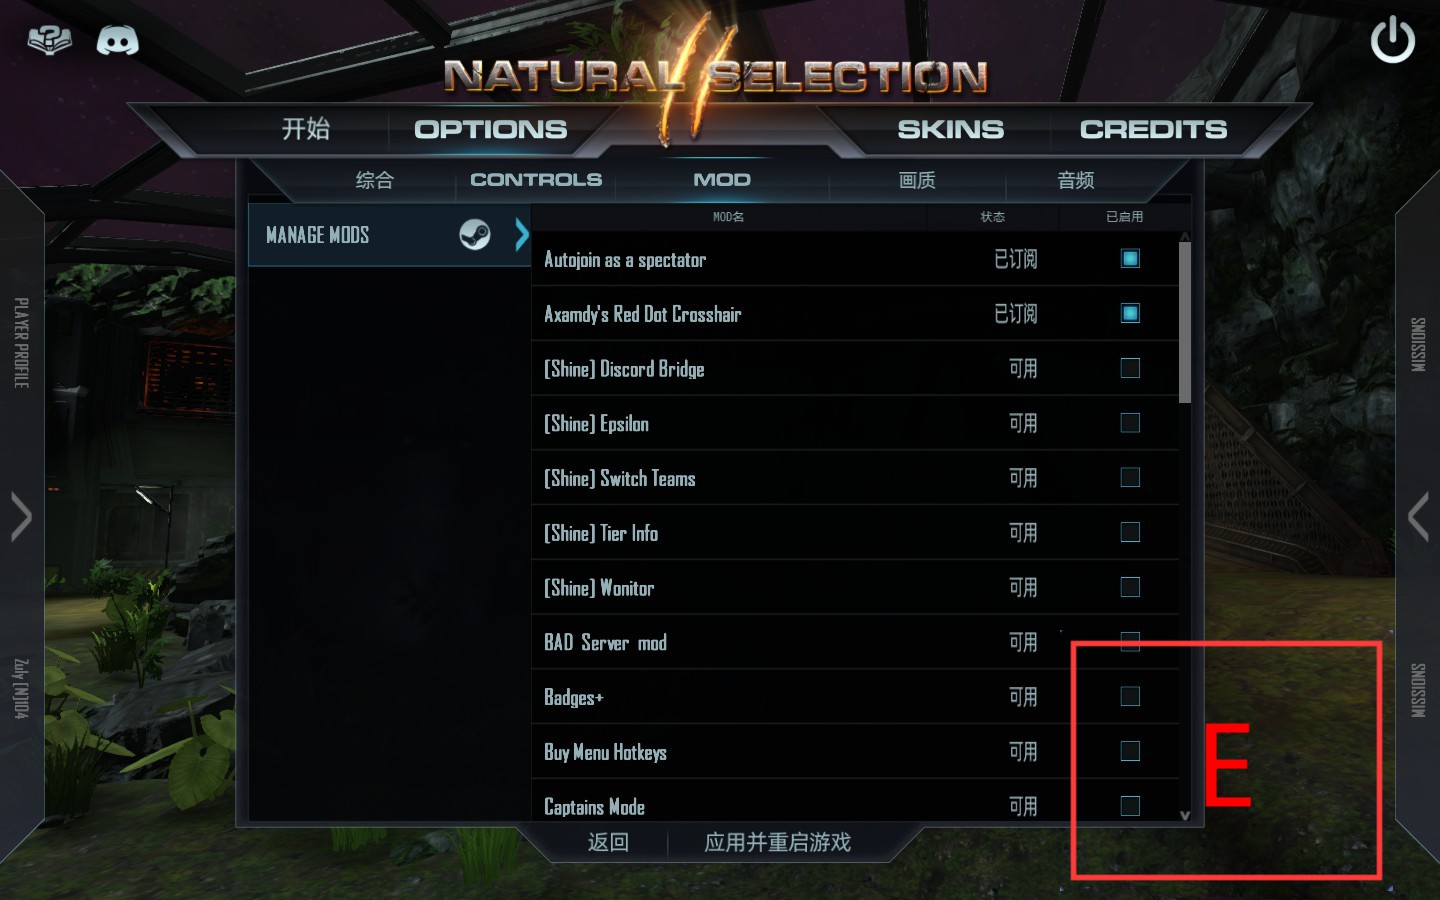 NATURAL SELECTION
开始
OPTIONS
SKINS
CREDITS
综合
CONTROLS
MOD
画质
音频
MANAGE MODS
MOD名
状态
已启用
Autojoin as a spectator
已订阅
Axamdy's Red Dot Crosshair
已订阅
[Shine] Discord Bridge
可用
[Shine] Epsilon
可用
[Shine] Switch Teams
可用
[Shine] Tier Info
可用
[Shine] Wonitor
可用
BAD Server mod
可用
Badges+
可用
Buy Menu Hotkeys
可用
Captains Mode
可用
返回
应用并重启游戏
PLAYER PROFILE
Zuly [N]104
MISSIONS
MISSIONS
E